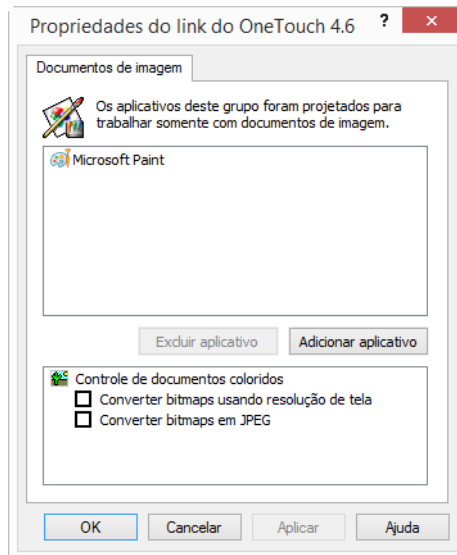 Propriedades do link do OneTouch 4.6 ? ×
Documentos de imagem
Os aplicativos deste grupo foram projetados para
trabalhar somente com documentos de imagem.
Microsoft Paint
Excluir aplicativo Adicionar aplicativo
Controle de documentos coloridos
Converter bitmaps usando resolução de tela
Converter bitmaps em JPEG
OK Cancelar Aplicar Ajuda